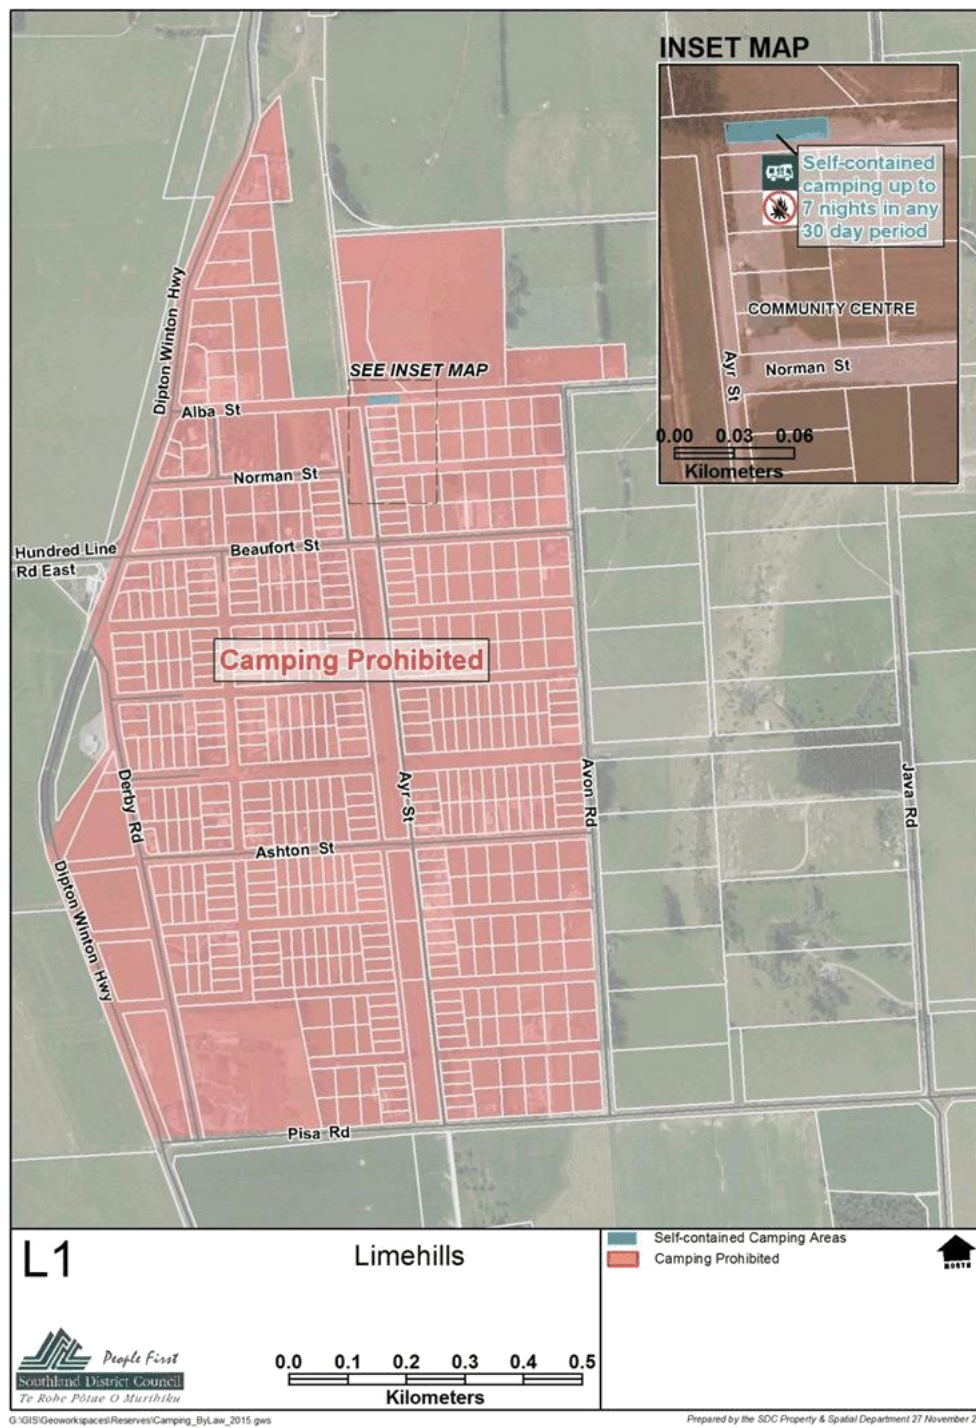 INSET MAP
Self-contained
camping up to
7 nights in any
30 day period
COMMUNITY CENTRE
Ayr St
Norman St
0.00 0.03 0.06
Kilometers
Dipton Winton Hwy
SEE INSET MAP
Alba St
Norman St
Hundred Line
Rd East
Beaufort St
Camping Prohibited
Derby Rd
Ayr St
Avon Rd
Java Rd
Ashton St
Dipton Winton Hwy
Pisa Rd
L1
Limehills
Self-contained Camping Areas
Camping Prohibited
NORTH
People First
Southland District Council
Te Rohe Pōtae O Murihiku
0.0 0.1 0.2 0.3 0.4 0.5
Kilometers
G:\GIS\Geoworkspaces\Reserves\Camping_ByLaw_2015.gws
Prepared by the SDC Property & Spatial Department 27 November